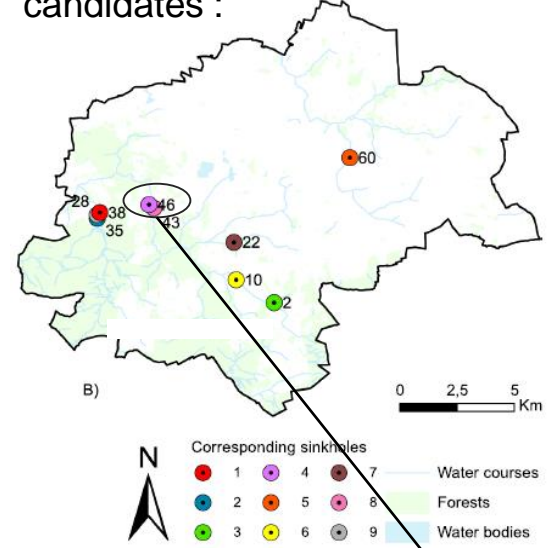 candidates :
60
28 38 46
35 43
22
10
2
B)
0 2,5 5
Km
N
Corresponding sinkholes
1 4 7 Water courses
2 5 8 Forests
3 6 9 Water bodies